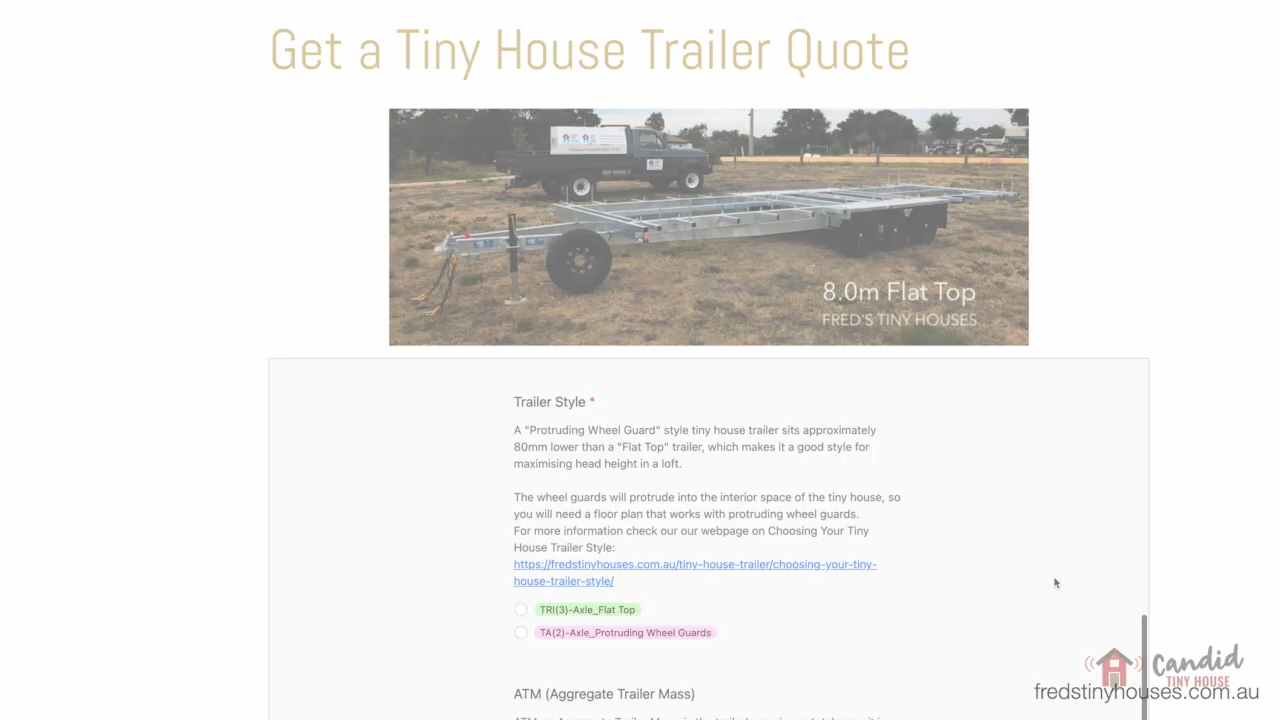 Get a Tiny House Trailer Quote
8.0m Flat Top
FRED'S TINY HOUSES
Trailer Style *
A "Protruding Wheel Guard" style tiny house trailer sits approximately
80mm lower than a "Flat Top" trailer, which makes it a good style for
maximising head height in a loft.
The wheel guards will protrude into the interior space of the tiny house, so
you will need a floor plan that works with protruding wheel guards.
For more information check our our webpage on Choosing Your Tiny
House Trailer Style:
https://fredstinyhouses.com.au/tiny-house-trailer/choosing-your-tiny-
house-trailer-style/
TRI(3)-Axle_Flat Top
TA(2)-Axle_Protruding Wheel Guards
ATM (Aggregate Trailer Mass)
Candid
TINY HOUSE
fredstinyhouses.com.au